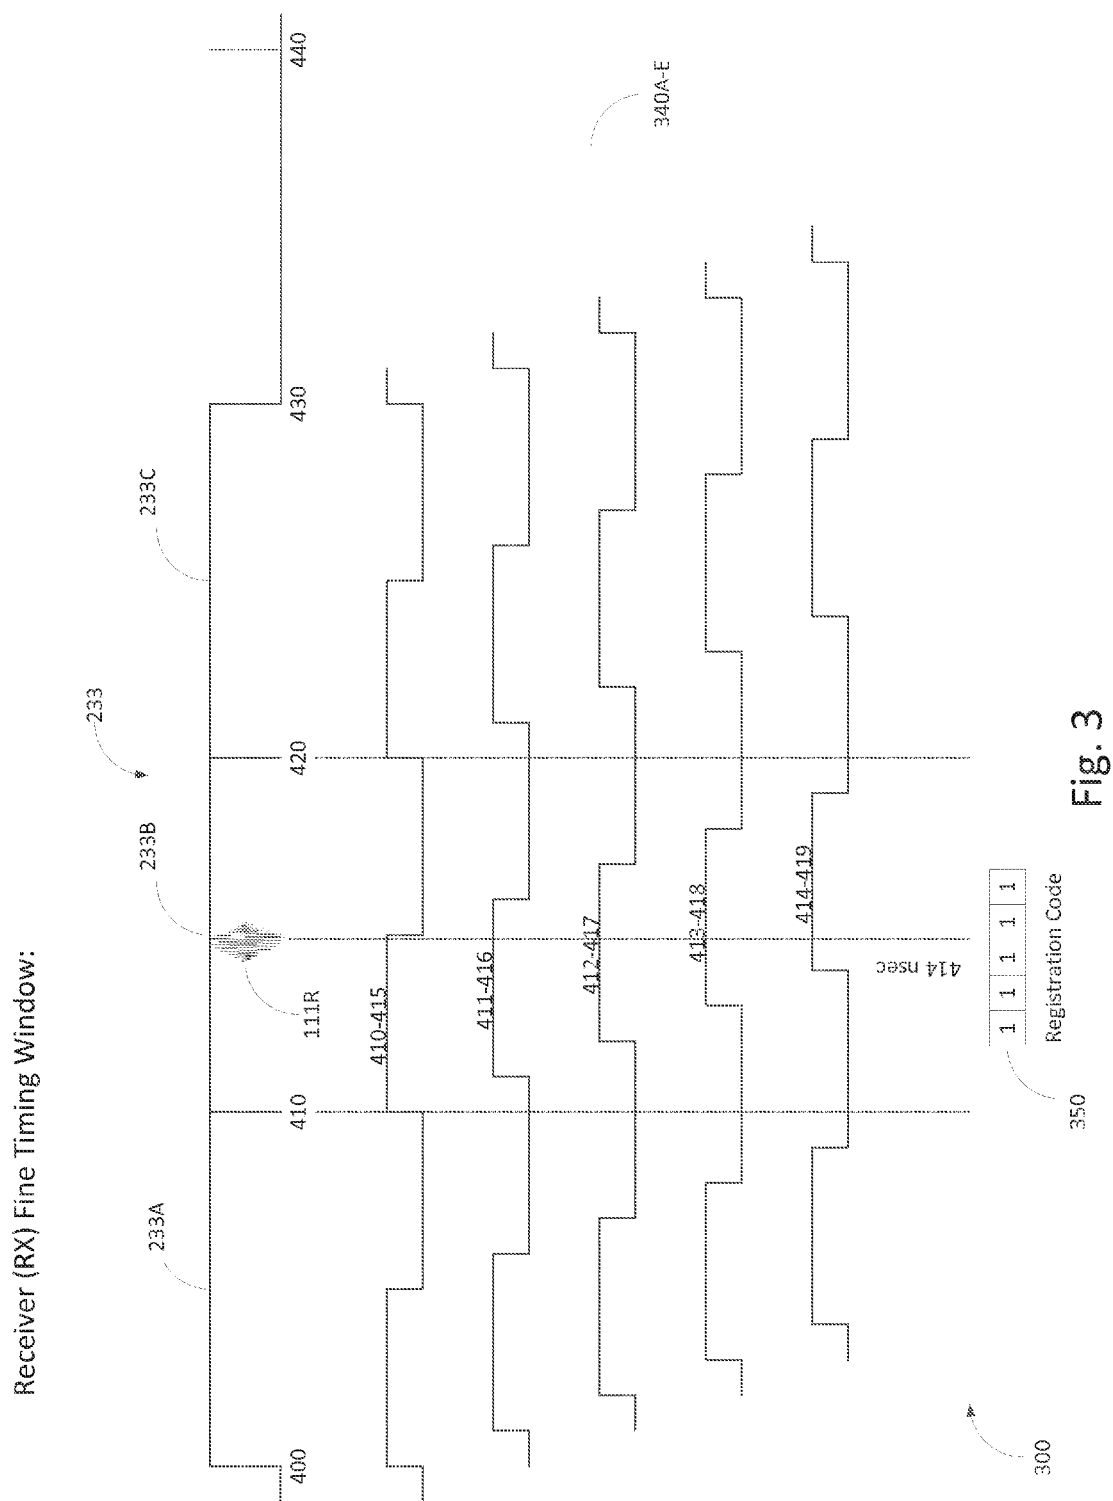 Receiver (RX) Fine Timing Window:
233
233A
233B
233C
111R
400
410
420
430
440
410-415
411-416
412-417
413-418
414-419
340A-E
414 nsec
1 1 1 1 1
Registration Code
350
300
Fig. 3